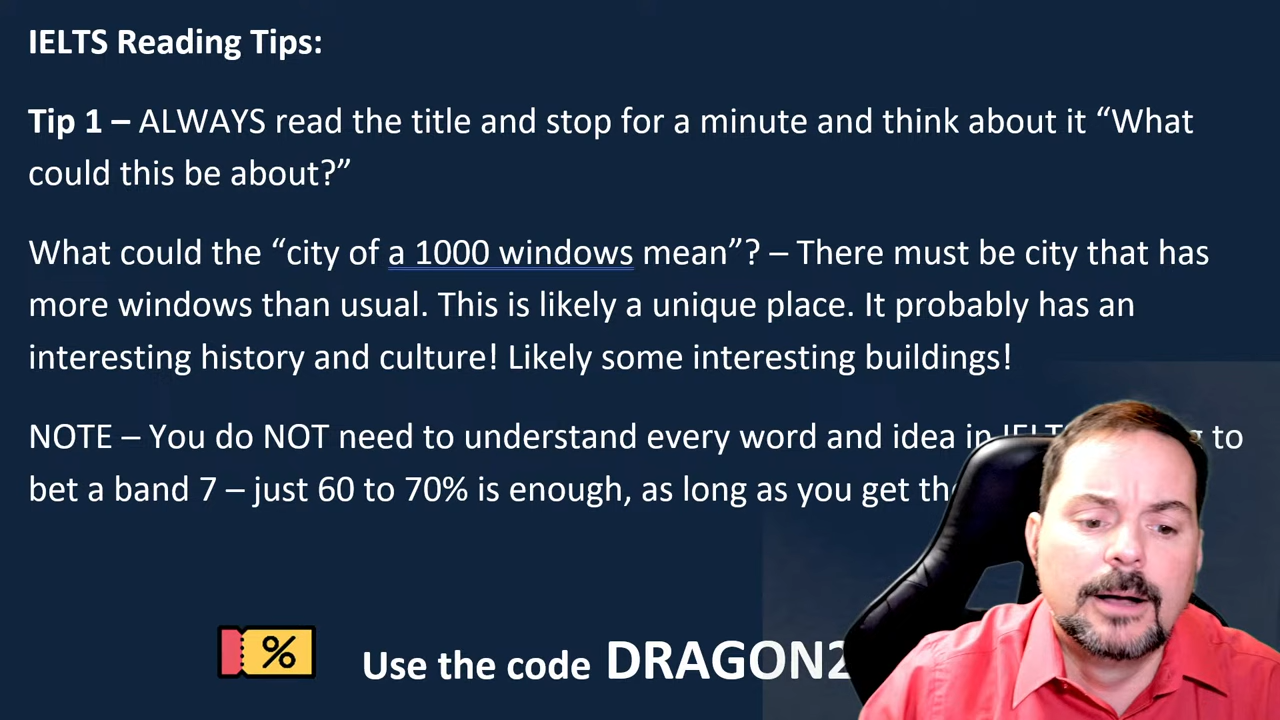 IELTS Reading Tips:
Tip 1 – ALWAYS read the title and stop for a minute and think about it “What
could this be about?”
What could the “city of a 1000 windows mean”? – There must be city that has
more windows than usual. This is likely a unique place. It probably has an
interesting history and culture! Likely some interesting buildings!
NOTE – You do NOT need to understand every word and idea in to
bet a band 7 – just 60 to 70% is enough, as long as you get
% Use the code